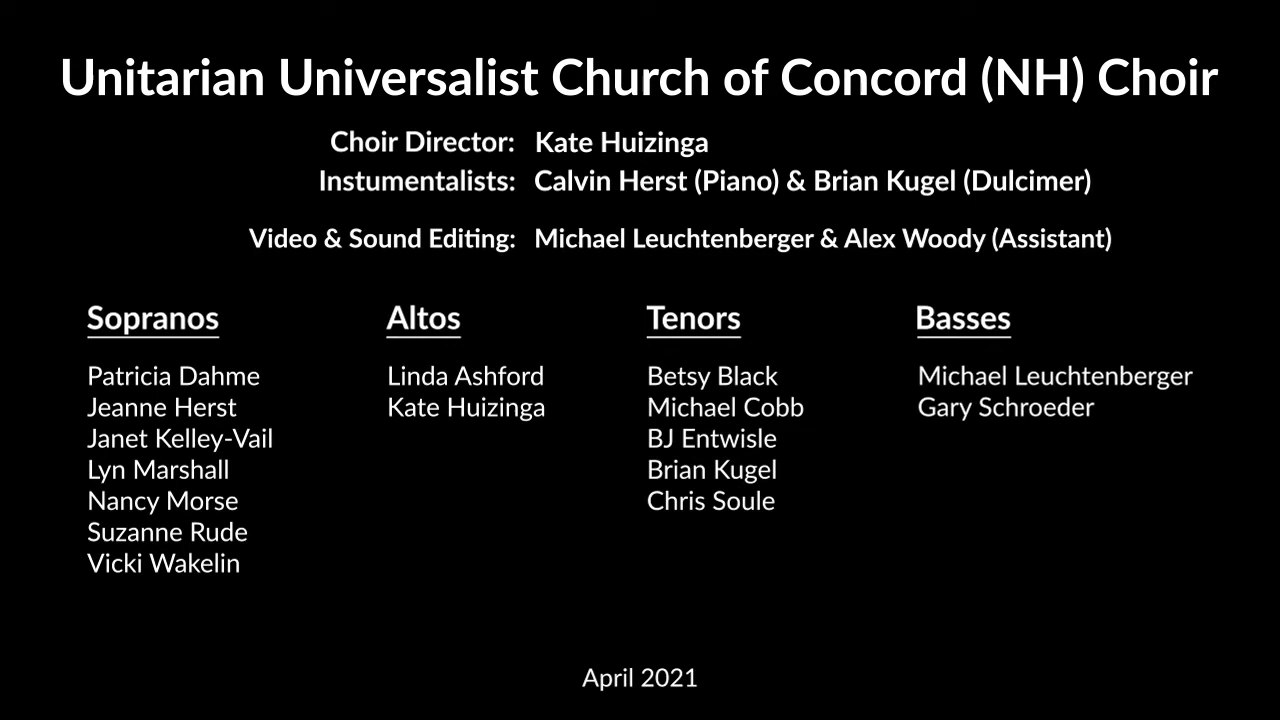 Unitarian Universalist Church of Concord (NH) Choir
Choir Director: Kate Huizinga
Instumentalists: Calvin Herst (Piano) & Brian Kugel (Dulcimer)
Video & Sound Editing: Michael Leuchtenberger & Alex Woody (Assistant)
Sopranos
Patricia Dahme
Jeanne Herst
Janet Kelley-Vail
Lyn Marshall
Nancy Morse
Suzanne Rude
Vicki Wakelin
Altos
Linda Ashford
Kate Huizinga
Tenors
Betsy Black
Michael Cobb
BJ Entwisle
Brian Kugel
Chris Soule
Basses
Michael Leuchtenberger
Gary Schroeder
April 2021